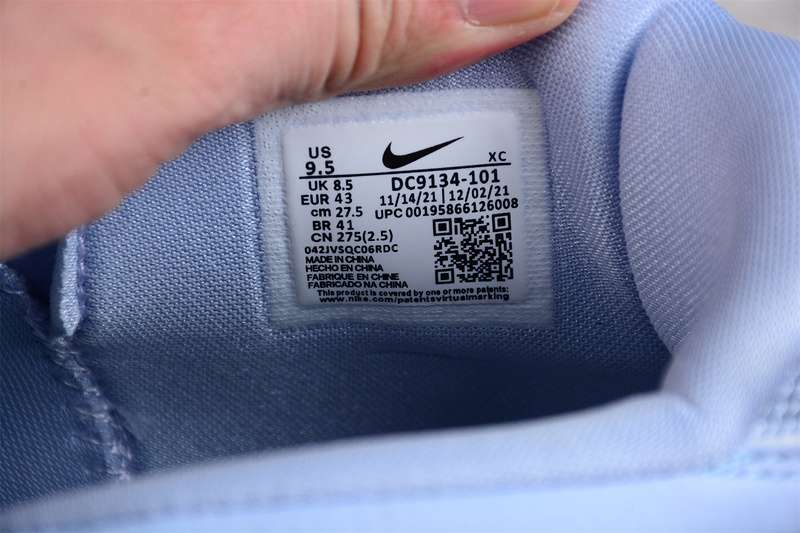 US
9.5
XC
UK 8.5
EUR 43
cm 27.5
BR 41
CN 275(2.5)
DC9134-101
11/14/21 | 12/02/21
UPC 00195866126008
042JVSQC06RDC
MADE IN CHINA
HECHO EN CHINA
FABRIQUE EN CHINE
FABRICADO NA CHINA
This product is covered by one or more patents:
www.nike.com/patentsvirtualmarking